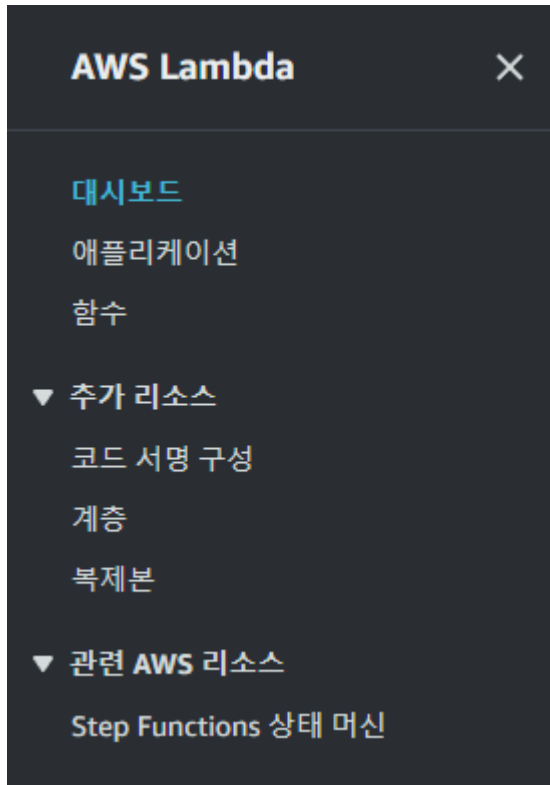 AWS Lambda
대시보드
애플리케이션
함수
추가 리소스
코드 서명 구성
계층
복제본
관련 AWS 리소스
Step Functions 상태 머신